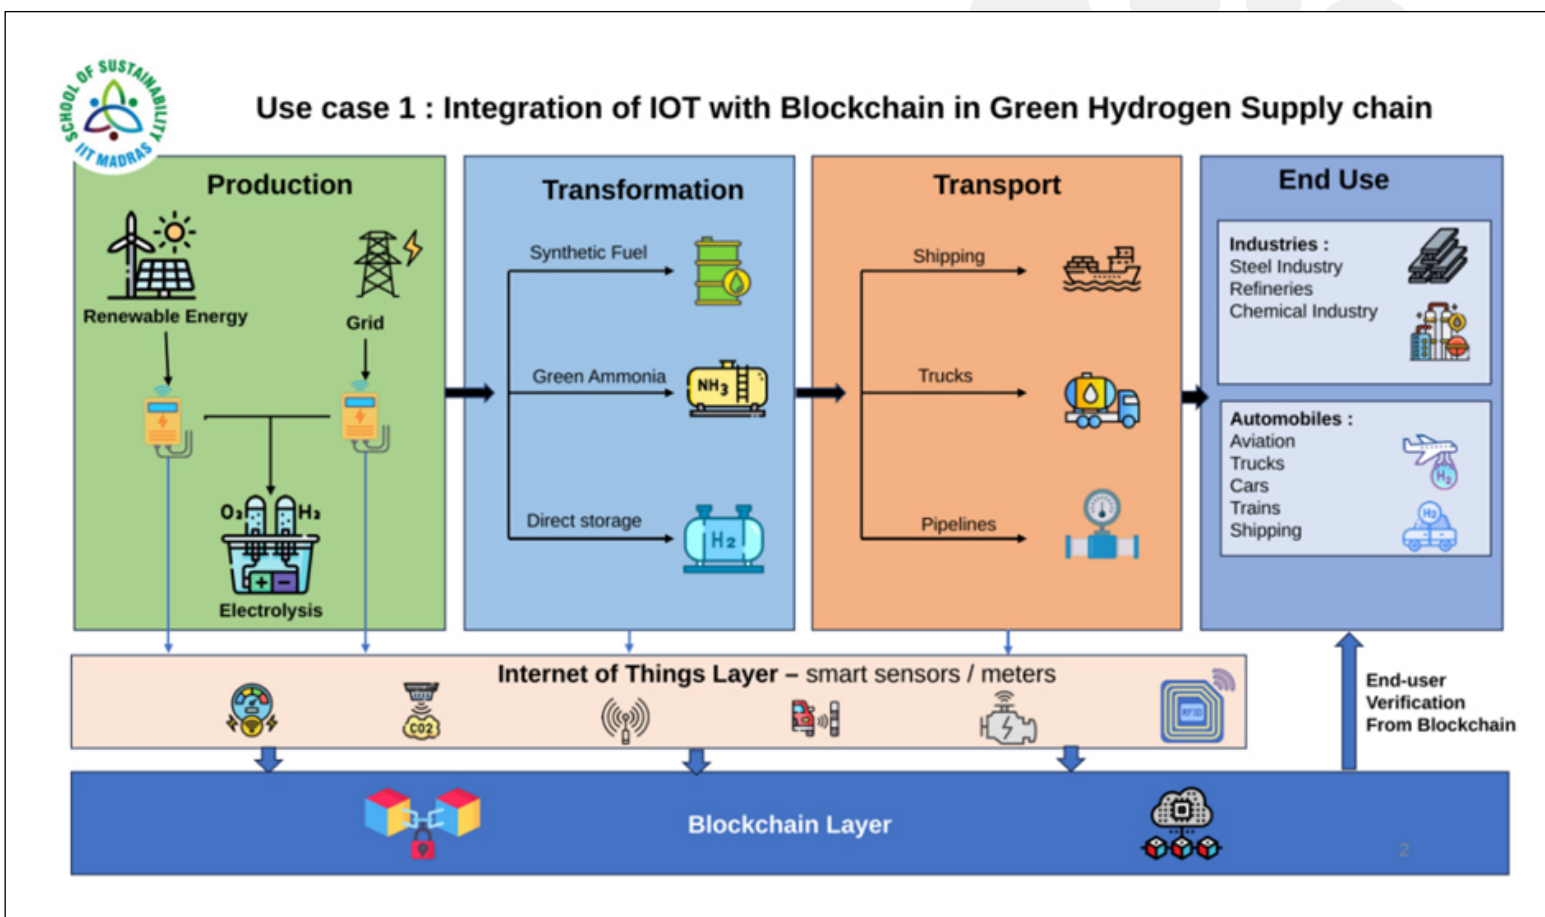 SCHOOL OF SUSTAINABILITY
IIT MADRAS
Use case 1 : Integration of IOT with Blockchain in Green Hydrogen Supply chain
Production
Renewable Energy
Grid
O₂
H₂
Electrolysis
Transformation
Synthetic Fuel
Green Ammonia
NH₃
Direct storage
H₂
Transport
Shipping
Trucks
Pipelines
End Use
Industries :
Steel Industry
Refineries
Chemical Industry
Automobiles :
Aviation
Trucks
Cars
Trains
Shipping
H₂
H₂
Internet of Things Layer – smart sensors / meters
CO2
RFID
End-user
Verification
From Blockchain
Blockchain Layer
2